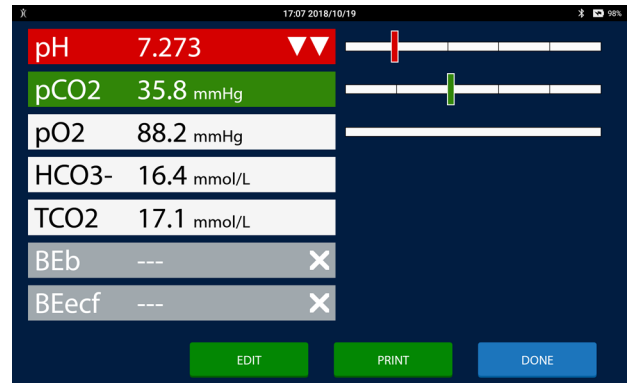 17:07 2018/10/19 98%
pH 7.273
pCO2 35.8 mmHg
pO2 88.2 mmHg
HCO3- 16.4 mmol/L
TCO2 17.1 mmol/L
BEb ---
BEecf ---
EDIT PRINT DONE